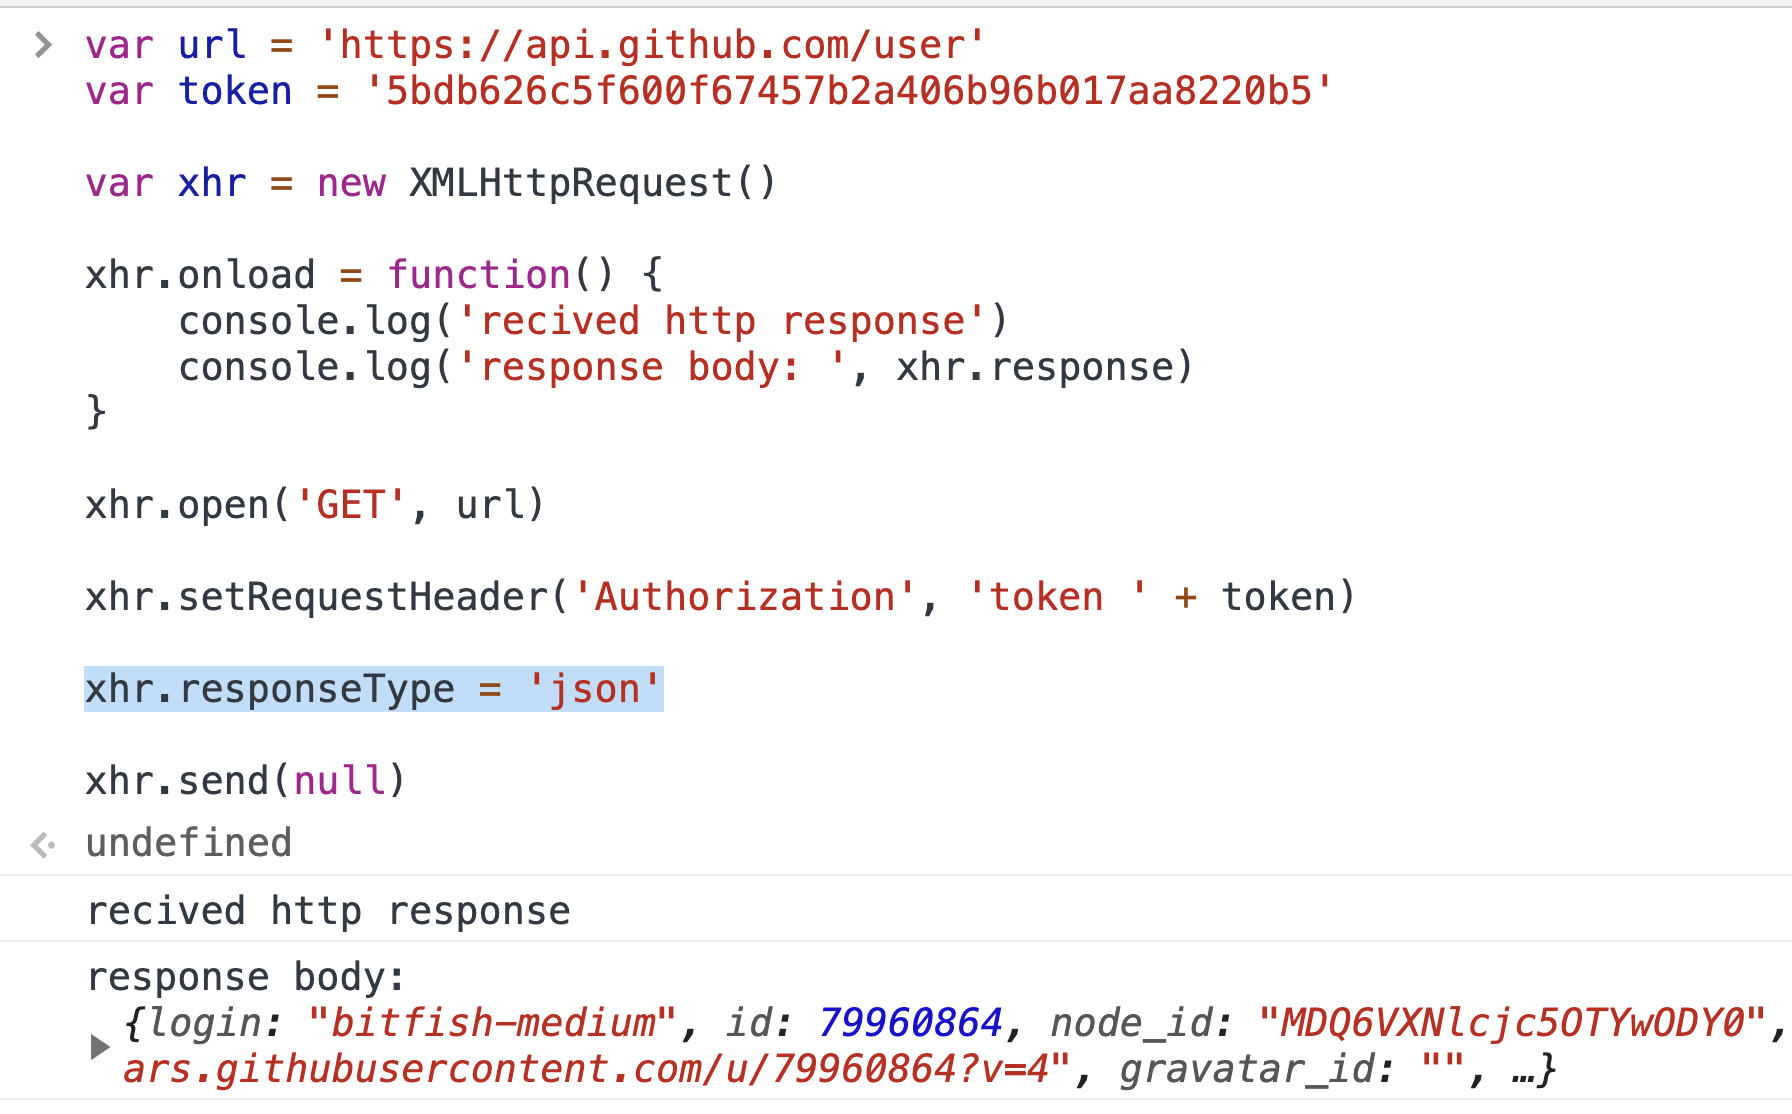 var url = 'https://api.github.com/user'
var token = '5bdb626c5f600f67457b2a406b96b017aa8220b5'
var xhr = new XMLHttpRequest()
xhr.onload = function() {
    console.log('recived http response')
    console.log('response body: ', xhr.response)
}
xhr.open('GET', url)
xhr.setRequestHeader('Authorization', 'token ' + token)
xhr.responseType = 'json'
xhr.send(null)
undefined
recived http response
response body:
{login: "bitfish-medium", id: 79960864, node_id: "MDQ6VXNlcjc5OTYwODY0",
ars.githubusercontent.com/u/79960864?v=4", gravatar_id: "", …}